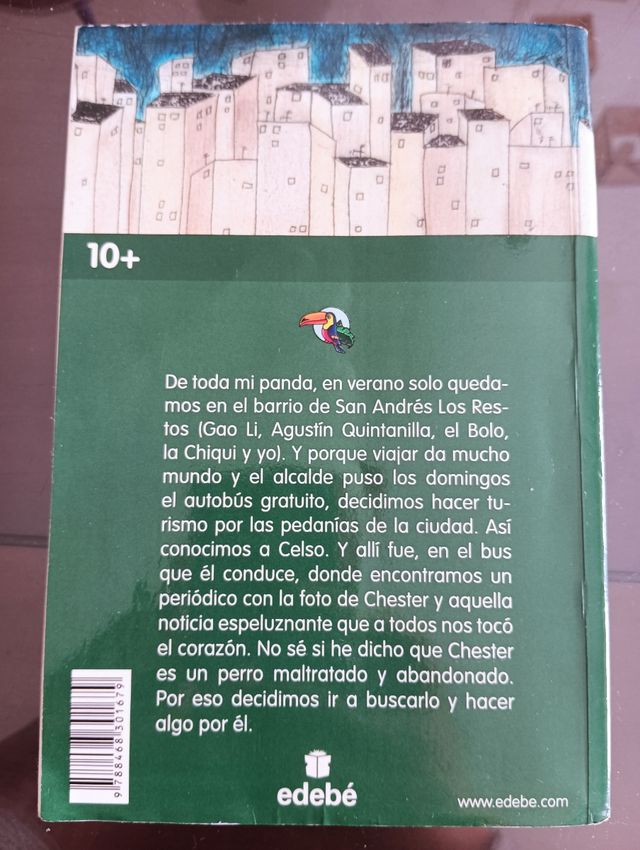 10+
De toda mi panda, en verano solo queda-
mos en el barrio de San Andrés Los Res-
tos (Gao Li, Agustín Quintanilla, el Bolo,
la Chiqui y yo). Y porque viajar da mucho
mundo y el alcalde puso los domingos
el autobús gratuito, decidimos hacer tu-
rismo por las pedanías de la ciudad. Así
conocimos a Celso. Y allí fue, en el bus
que él conduce, donde encontramos un
periódico con la foto de Chester y aquella
noticia espeluznante que a todos nos tocó
el corazón. No sé si he dicho que Chester
es un perro maltratado y abandonado.
Por eso decidimos ir a buscarlo y hacer
algo por él.
9 788468 301679
edebé
www.edebe.com